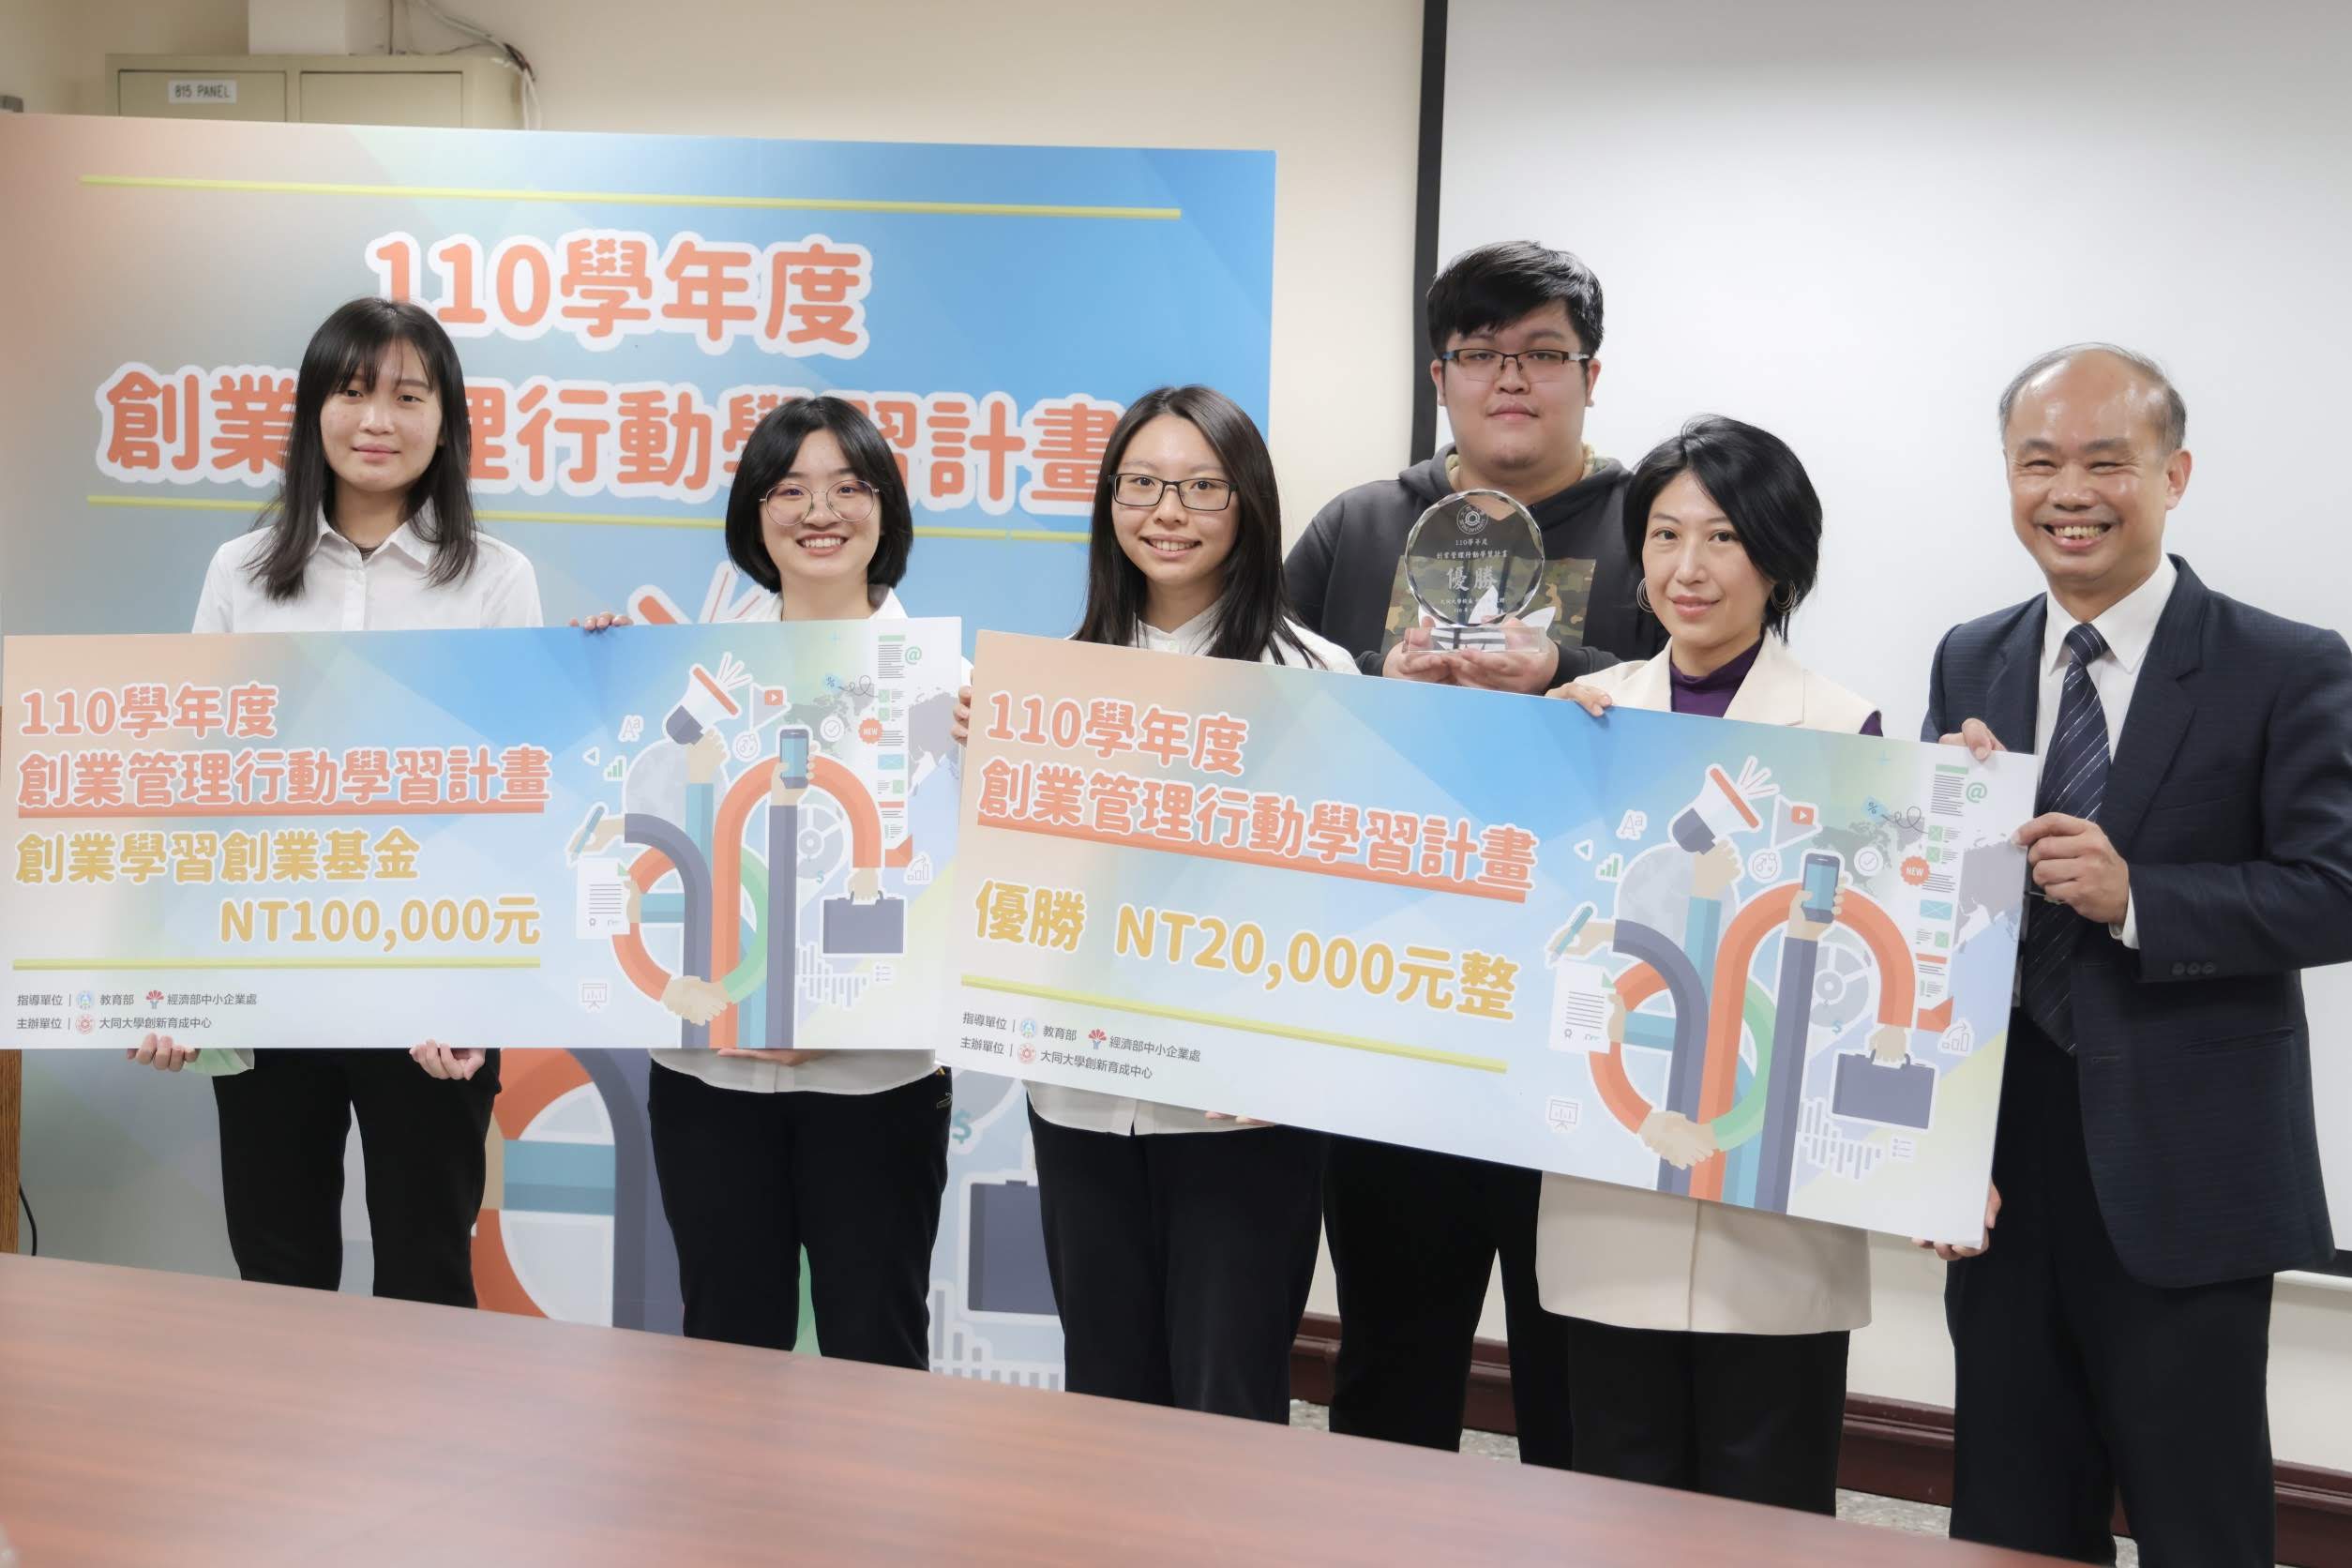 815 PANEL
110學年度
創業理行動學習計畫
110學年度
創業管理行動學習計畫
優勝
110學年度
創業管理行動學習計畫
創業學習創業基金
NT100,000元
指導單位 | 教育部 經濟部中小企業處
主辦單位 | 大同大學創新育成中心
Aa
%
@
NEW
$
110學年度
創業管理行動學習計畫
優勝 NT20,000元整
指導單位 | 教育部 經濟部中小企業處
主辦單位 | 大同大學創新育成中心
Aa
%
@
NEW
$
$